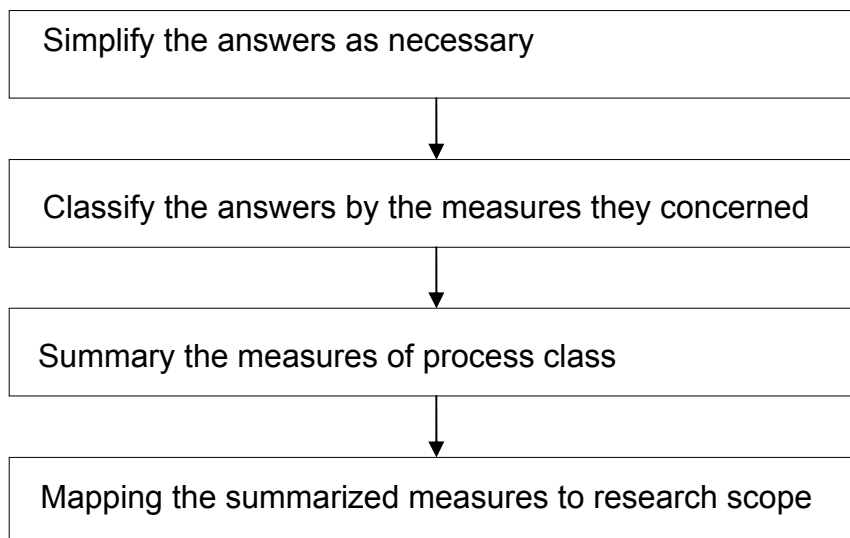 Simplify the answers as necessary
Classify the answers by the measures they concerned
Summary the measures of process class
Mapping the summarized measures to research scope